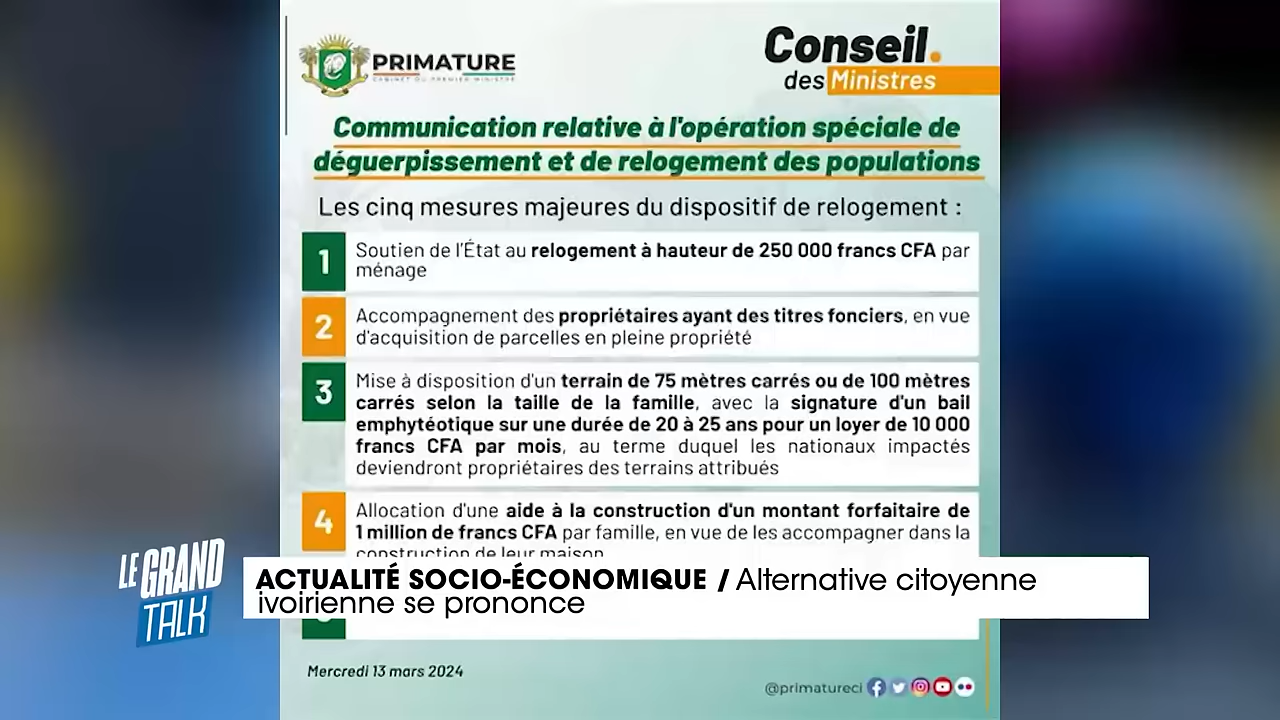 PRIMATURE
CABINET DU PREMIER MINISTRE
Conseil.
des Ministres
Communication relative à l'opération spéciale de
déguerpissement et de relogement des populations
Les cinq mesures majeures du dispositif de relogement :
1
Soutien de l'État au relogement à hauteur de 250 000 francs CFA par
ménage
2
Accompagnement des propriétaires ayant des titres fonciers, en vue
d'acquisition de parcelles en pleine propriété
3
Mise à disposition d'un terrain de 75 mètres carrés ou de 100 mètres
carrés selon la taille de la famille, avec la signature d'un bail
emphytéotique sur une durée de 20 à 25 ans pour un loyer de 10 000
francs CFA par mois, au terme duquel les nationaux impactés
deviendront propriétaires des terrains attribués
4
Allocation d'une aide à la construction d'un montant forfaitaire de
1 million de francs CFA par famille, en vue de les accompagner dans la
construction de leur maison
LE GRAND
TALK
ACTUALITÉ SOCIO-ÉCONOMIQUE / Alternative citoyenne
ivoirienne se prononce
Mercredi 13 mars 2024
@primatureci